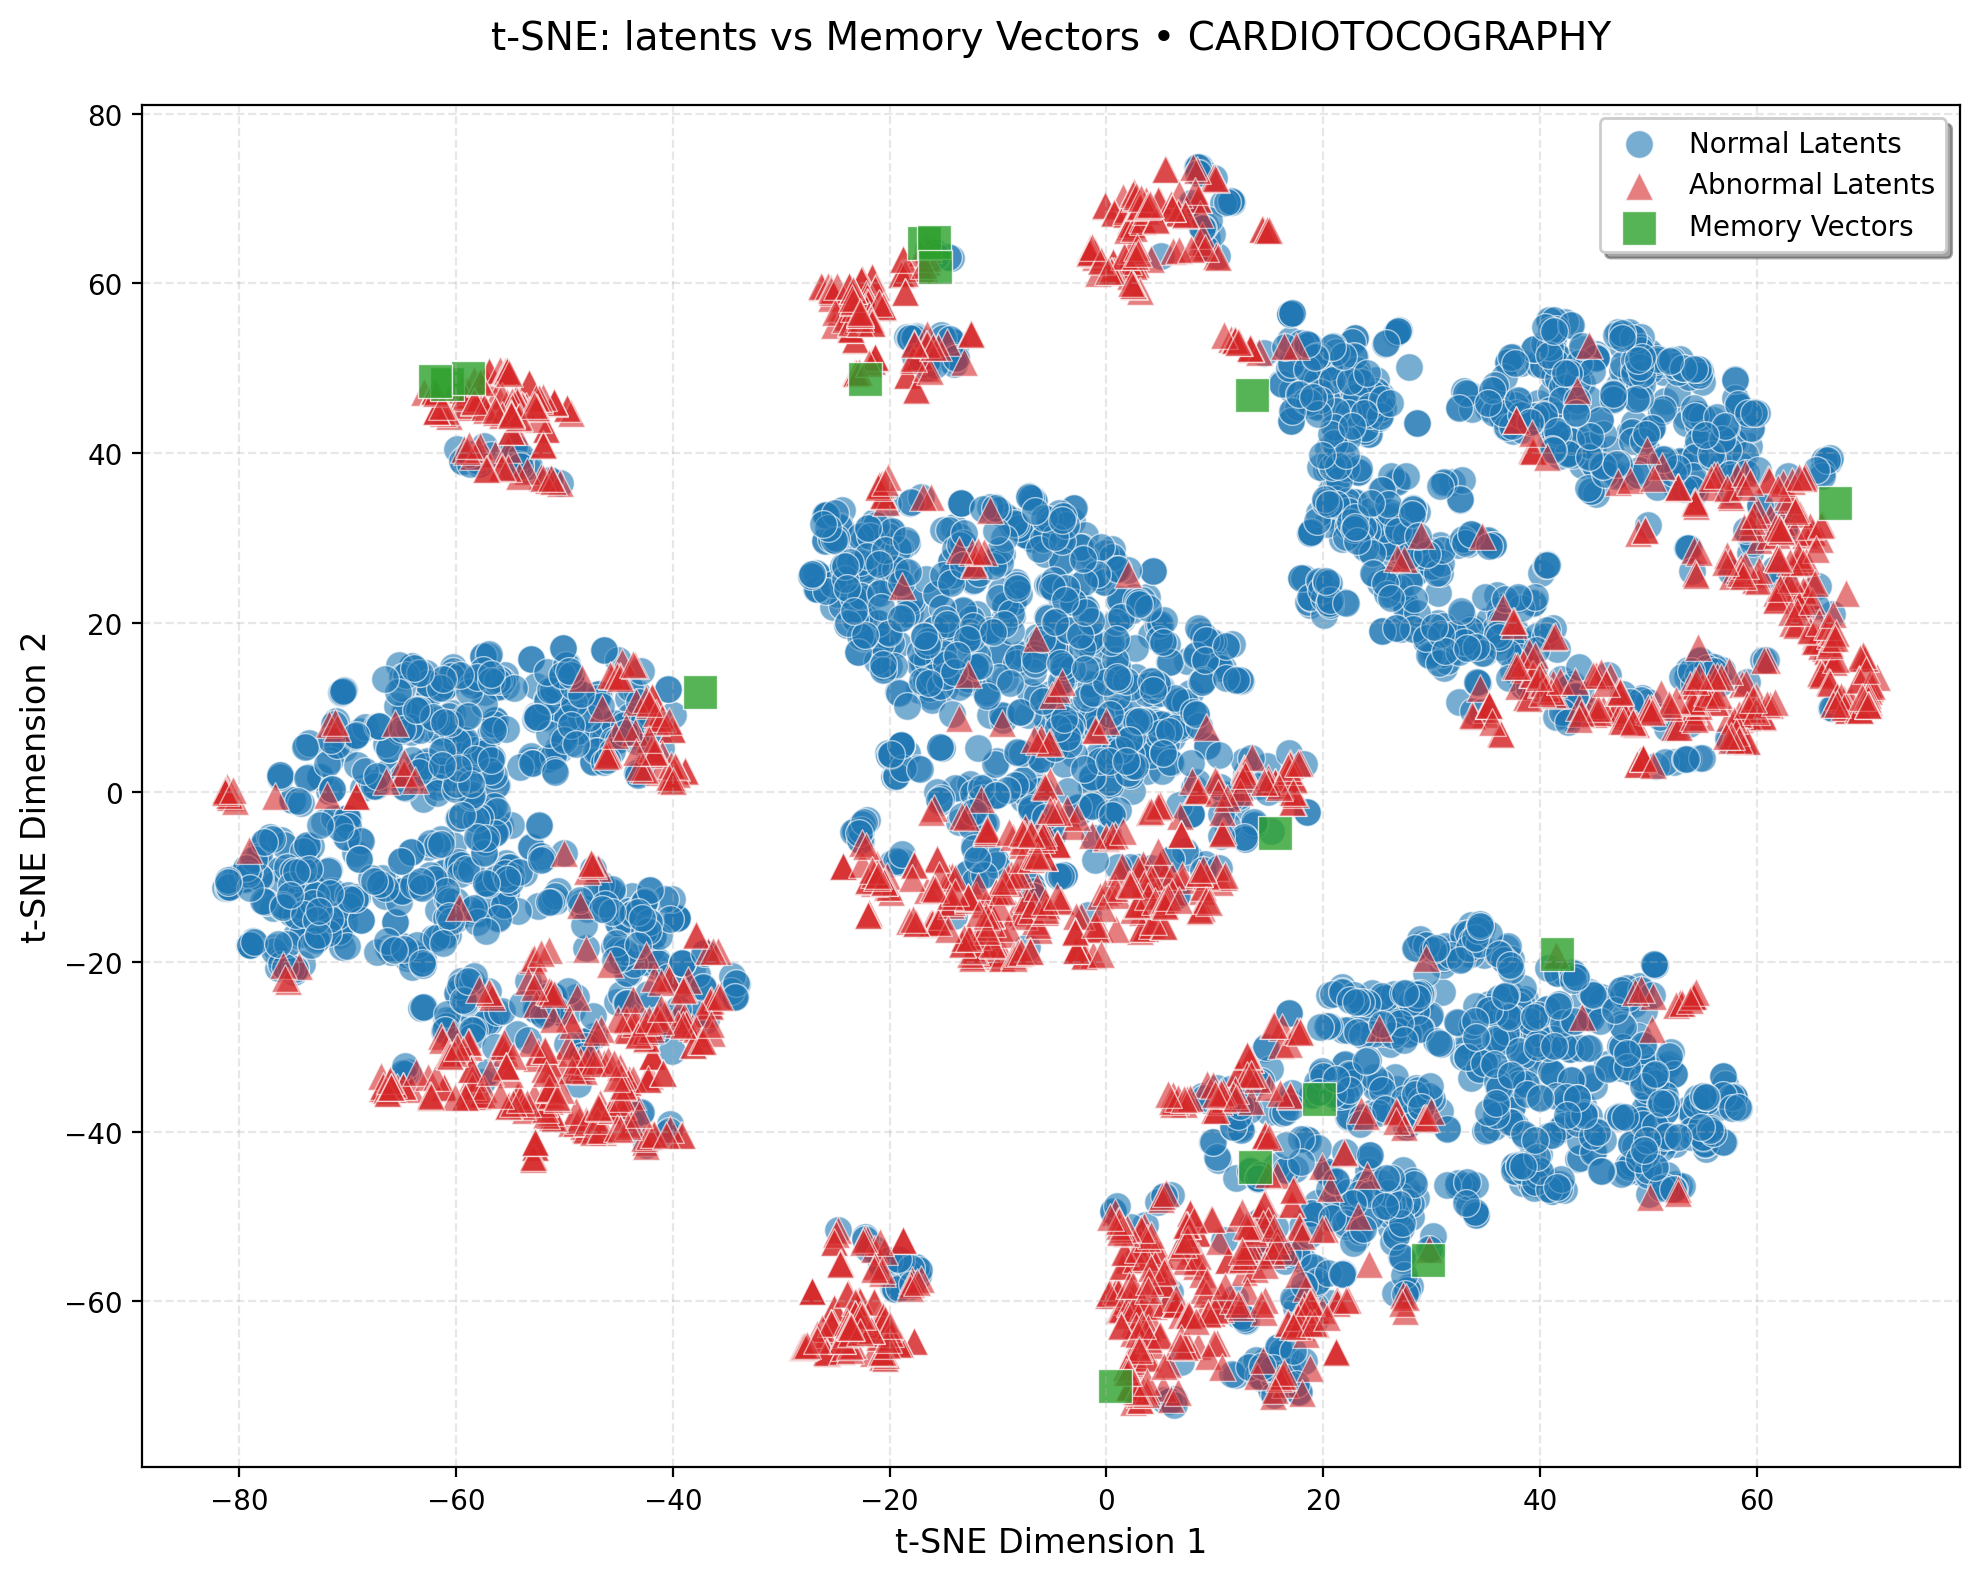 t-SNE: latents vs Memory Vectors • CARDIOTOCOGRAPHY
Normal Latents
Abnormal Latents
Memory Vectors
t-SNE Dimension 2
80
60
40
20
0
−20
−40
−60
−80
−60
−40
−20
0
20
40
60
t-SNE Dimension 1